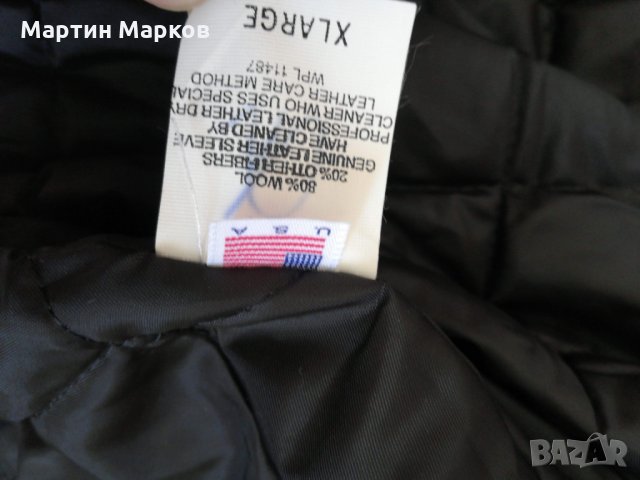 Мартин Марков
U S A
80% WOOL
20% OTHER FIBERS
GENUINE LEATHER SLEEVE
HAVE CLEANED BY
PROFESSIONAL LEATHER DRY
CLEANER WHO USES SPECIAL
LEATHER CARE METHOD
WPL 11487
XLARGE
BAZAR